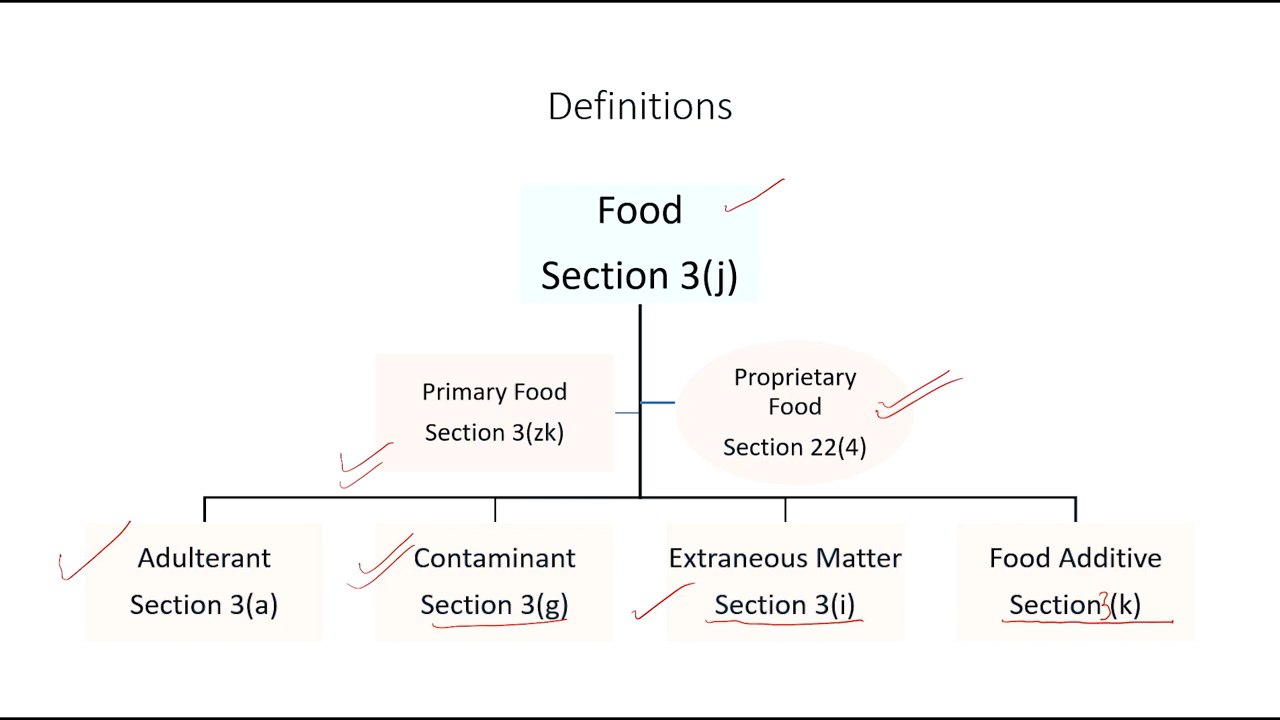 Definitions
Food
Section 3(j)
Primary Food
Section 3(zk)
Proprietary
Food
Section 22(4)
Adulterant
Section 3(a)
Contaminant
Section 3(g)
Extraneous Matter
Section 3(i)
Food Additive
Section 3(k)